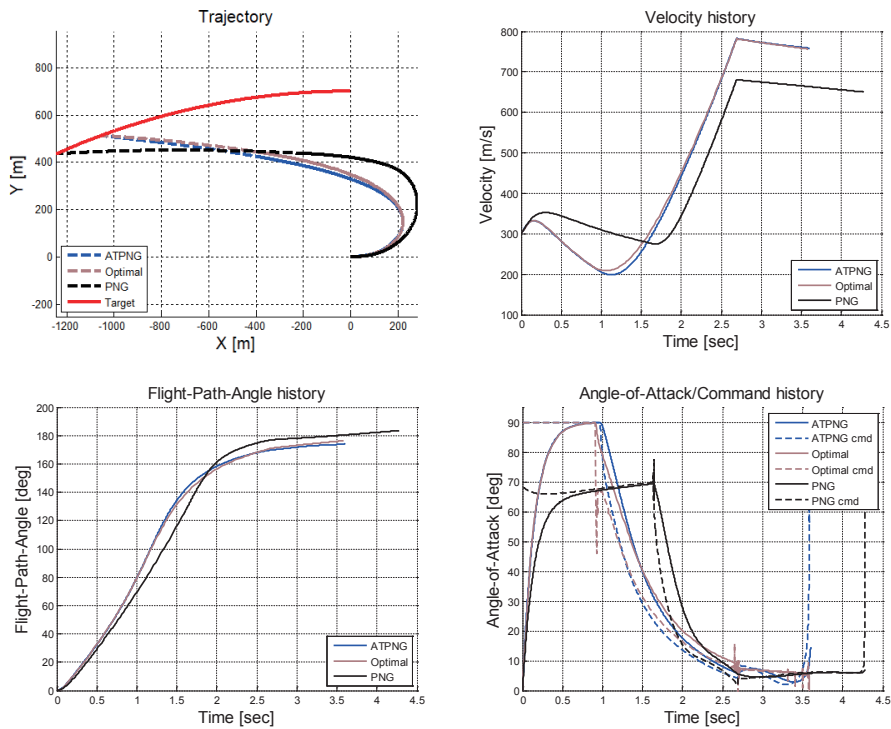 Trajectory
800
600
400
200
0
-200
-1200 -1000 -800 -600 -400 -200 0 200
Y [m]
X [m]
ATPNG
Optimal
PNG
Target
Velocity history
800
700
600
500
400
300
200
100
0 0.5 1 1.5 2 2.5 3 3.5 4 4.5
Velocity [m/s]
Time [sec]
ATPNG
Optimal
PNG
Flight-Path-Angle history
200
180
160
140
120
100
80
60
40
20
0
0 0.5 1 1.5 2 2.5 3 3.5 4 4.5
Flight-Path-Angle [deg]
Time [sec]
ATPNG
Optimal
PNG
Angle-of-Attack/Command history
90
80
70
60
50
40
30
20
10
0
0 0.5 1 1.5 2 2.5 3 3.5 4 4.5
Angle-of-Attack [deg]
Time [sec]
ATPNG
ATPNG cmd
Optimal
Optimal cmd
PNG
PNG cmd